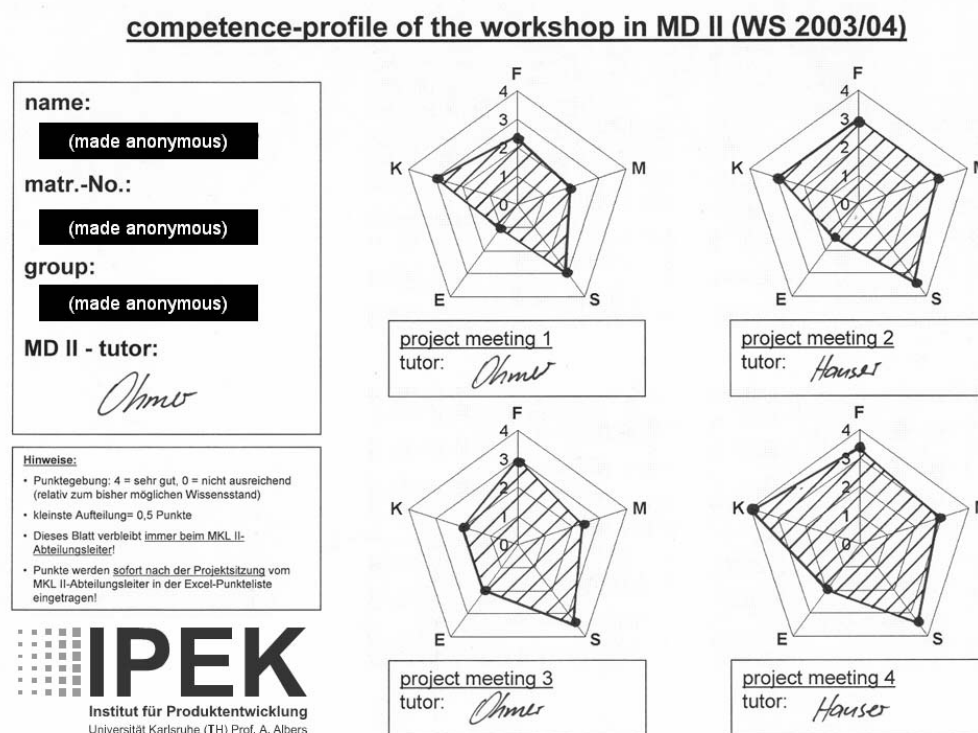 competence-profile of the workshop in MD II (WS 2003/04)
name:
(made anonymous)
matr.-No.:
(made anonymous)
group:
(made anonymous)
MD II - tutor:
Ohmer
Hinweise:
• Punktegebung: 4 = sehr gut, 0 = nicht ausreichend
(relativ zum bisher möglichen Wissensstand)
• kleinste Aufteilung= 0,5 Punkte
• Dieses Blatt verbleibt immer beim MKL II-
Abteilungsleiter!
• Punkte werden sofort nach der Projektsitzung vom
MKL II-Abteilungsleiter in der Excel-Punkteliste
eingetragen!
IPEK
Institut für Produktentwicklung
Universität Karlsruhe (TH) Prof. A. Albers
F
4
3
2
1
0
K
M
E
S
project meeting 1
tutor: Ohmer
F
4
3
2
1
0
K
M
E
S
project meeting 2
tutor: Hauser
F
4
3
2
1
0
K
M
E
S
project meeting 3
tutor: Ohmer
F
4
3
2
1
0
K
M
E
S
project meeting 4
tutor: Hauser